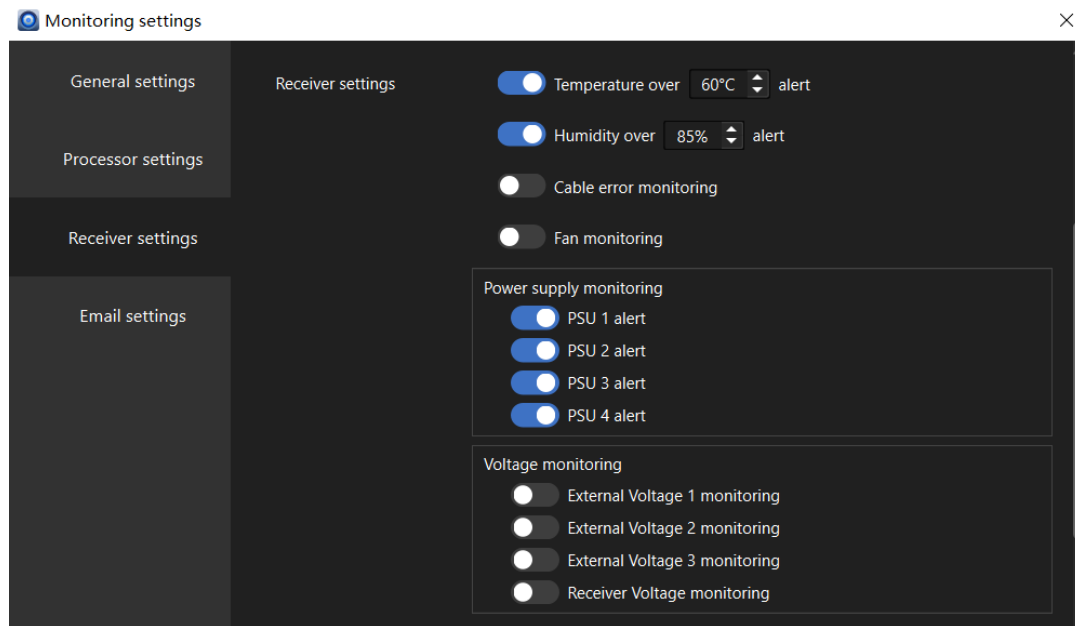 Monitoring settings
General settings
Processor settings
Receiver settings
Email settings
Receiver settings
Temperature over 60°C alert
Humidity over 85% alert
Cable error monitoring
Fan monitoring
Power supply monitoring
PSU 1 alert
PSU 2 alert
PSU 3 alert
PSU 4 alert
Voltage monitoring
External Voltage 1 monitoring
External Voltage 2 monitoring
External Voltage 3 monitoring
Receiver Voltage monitoring